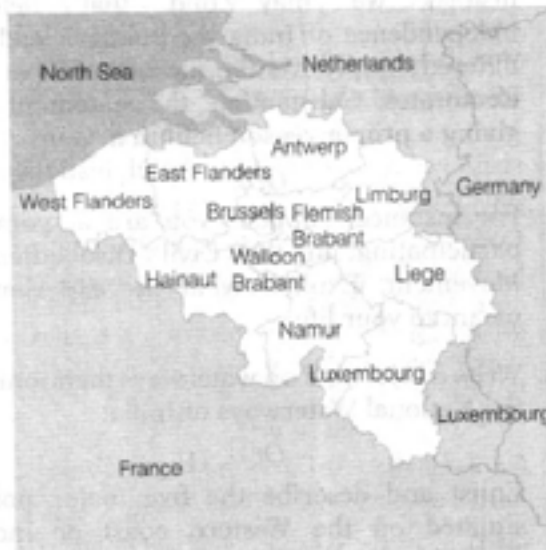 North Sea
Netherlands
Antwerp
East Flanders
West Flanders
Limburg
Germany
Brussels
Flemish
Brabant
Walloon
Brabant
Hainaut
Liege
Namur
Luxembourg
Luxembourg
France